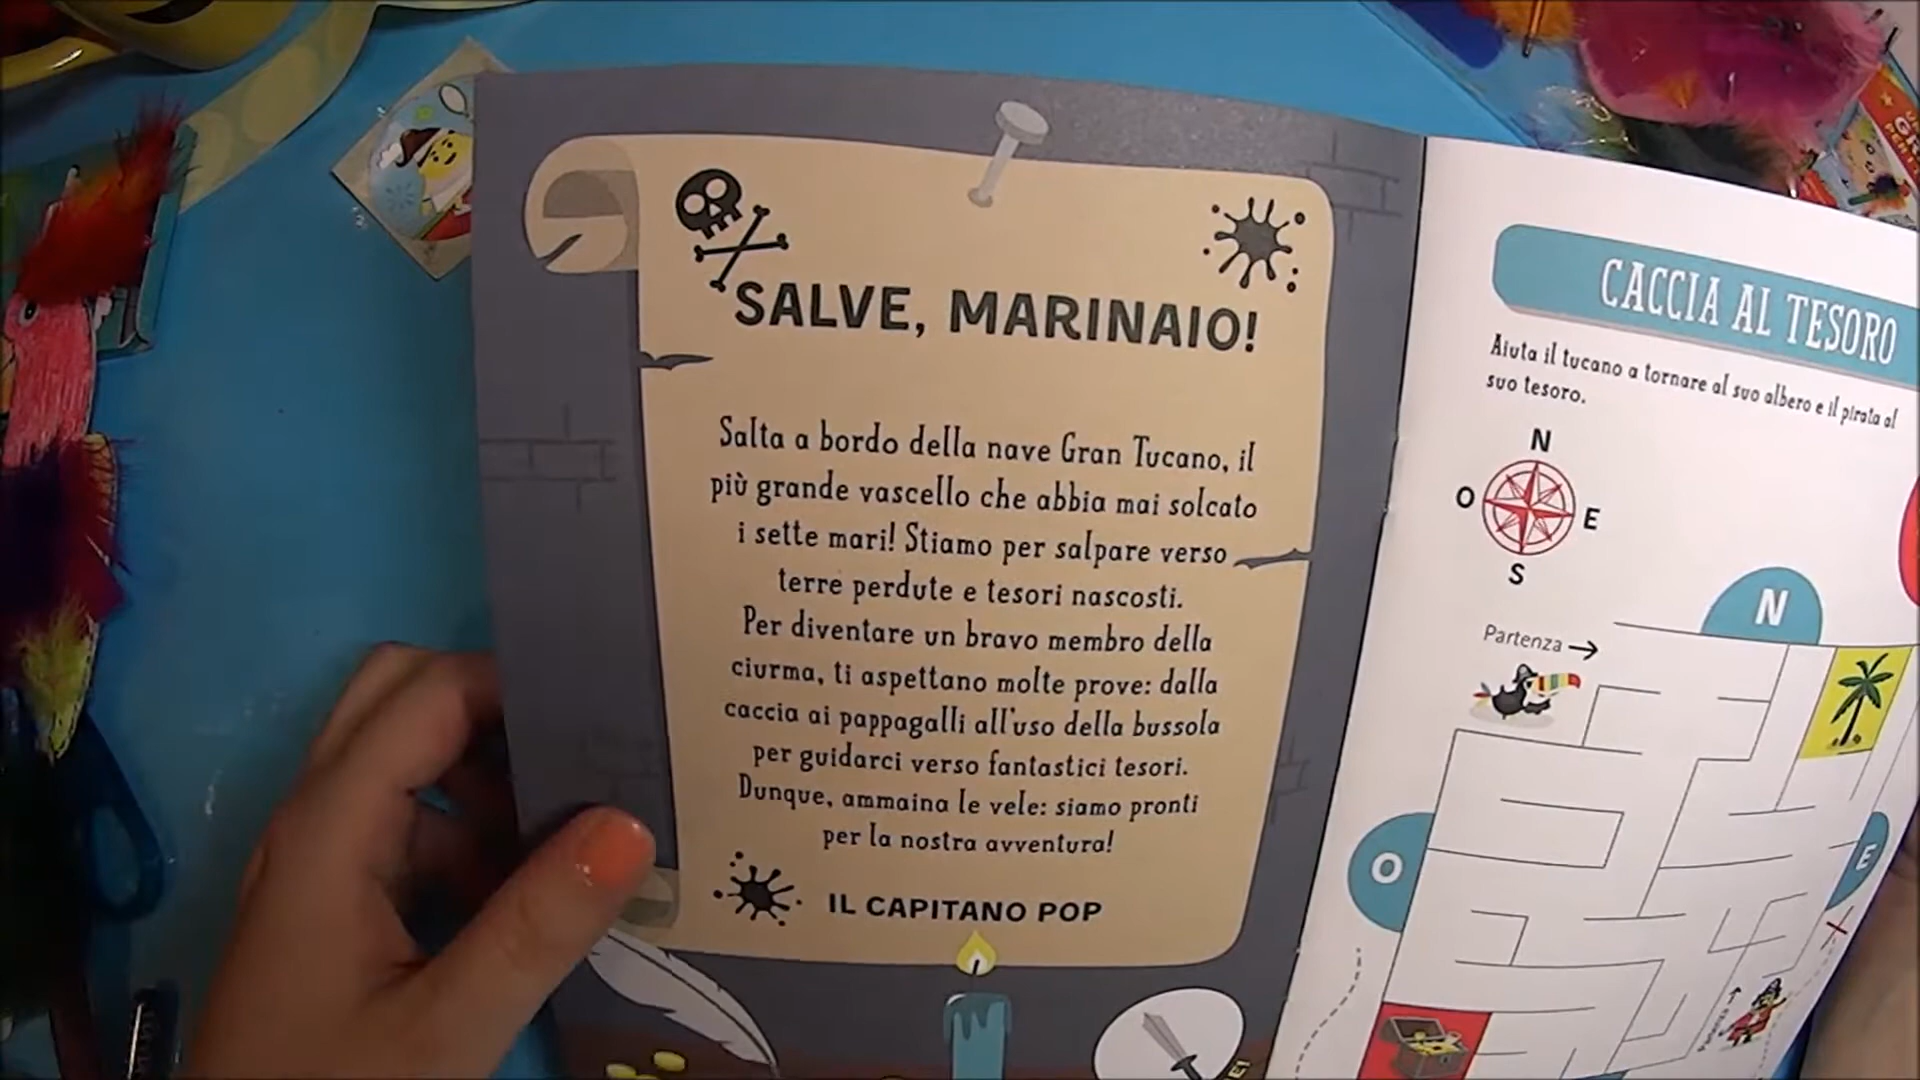 SALVE, MARINAIO!
Salta a bordo della nave Gran Tucano, il
più grande vascello che abbia mai solcato
i sette mari! Stiamo per salpare verso
terre perdute e tesori nascosti.
Per diventare un bravo membro della
ciurma, ti aspettano molte prove: dalla
caccia ai pappagalli all'uso della bussola
per guidarci verso fantastici tesori.
Dunque, ammaina le vele: siamo pronti
per la nostra avventura!
IL CAPITANO POP
CACCIA AL TESORO
Aiuta il tucano a tornare al suo albero e il pirata al
suo tesoro.
N
O
E
S
Partenza
N
O
E
Partenza